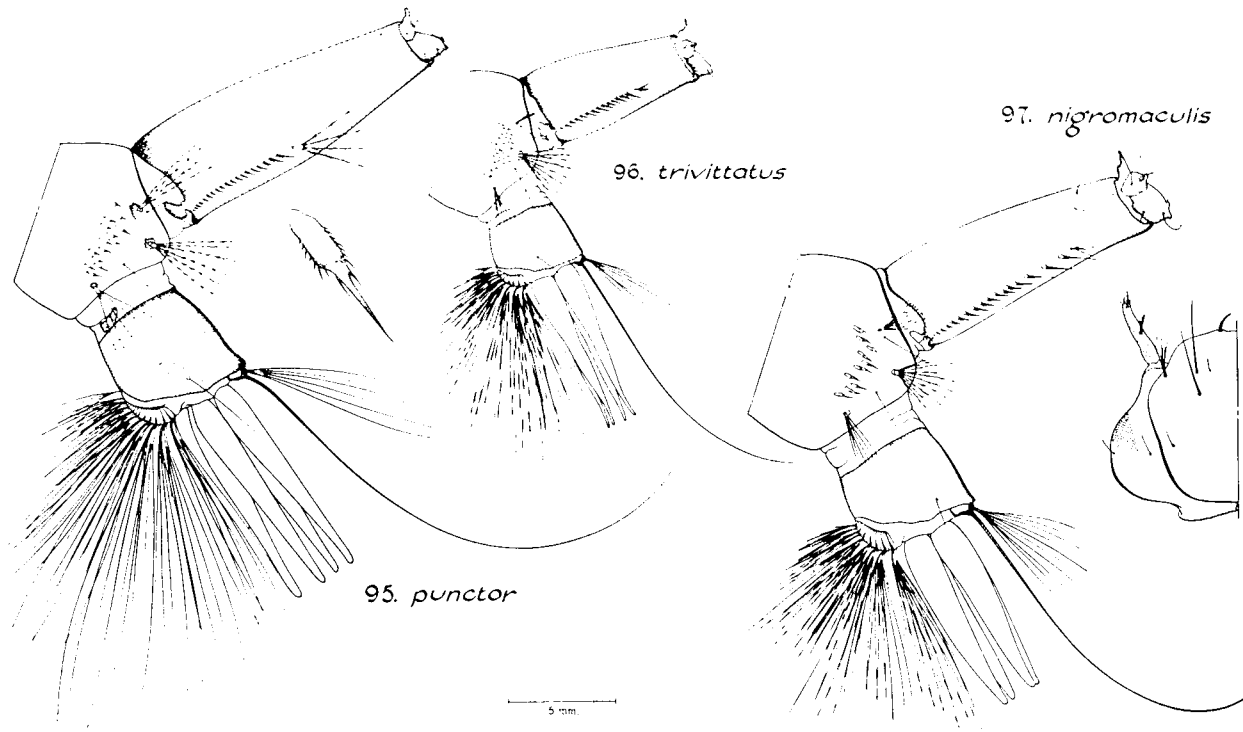 97. nigromaculis
96. trivittatus
95. punctor
5 mm.